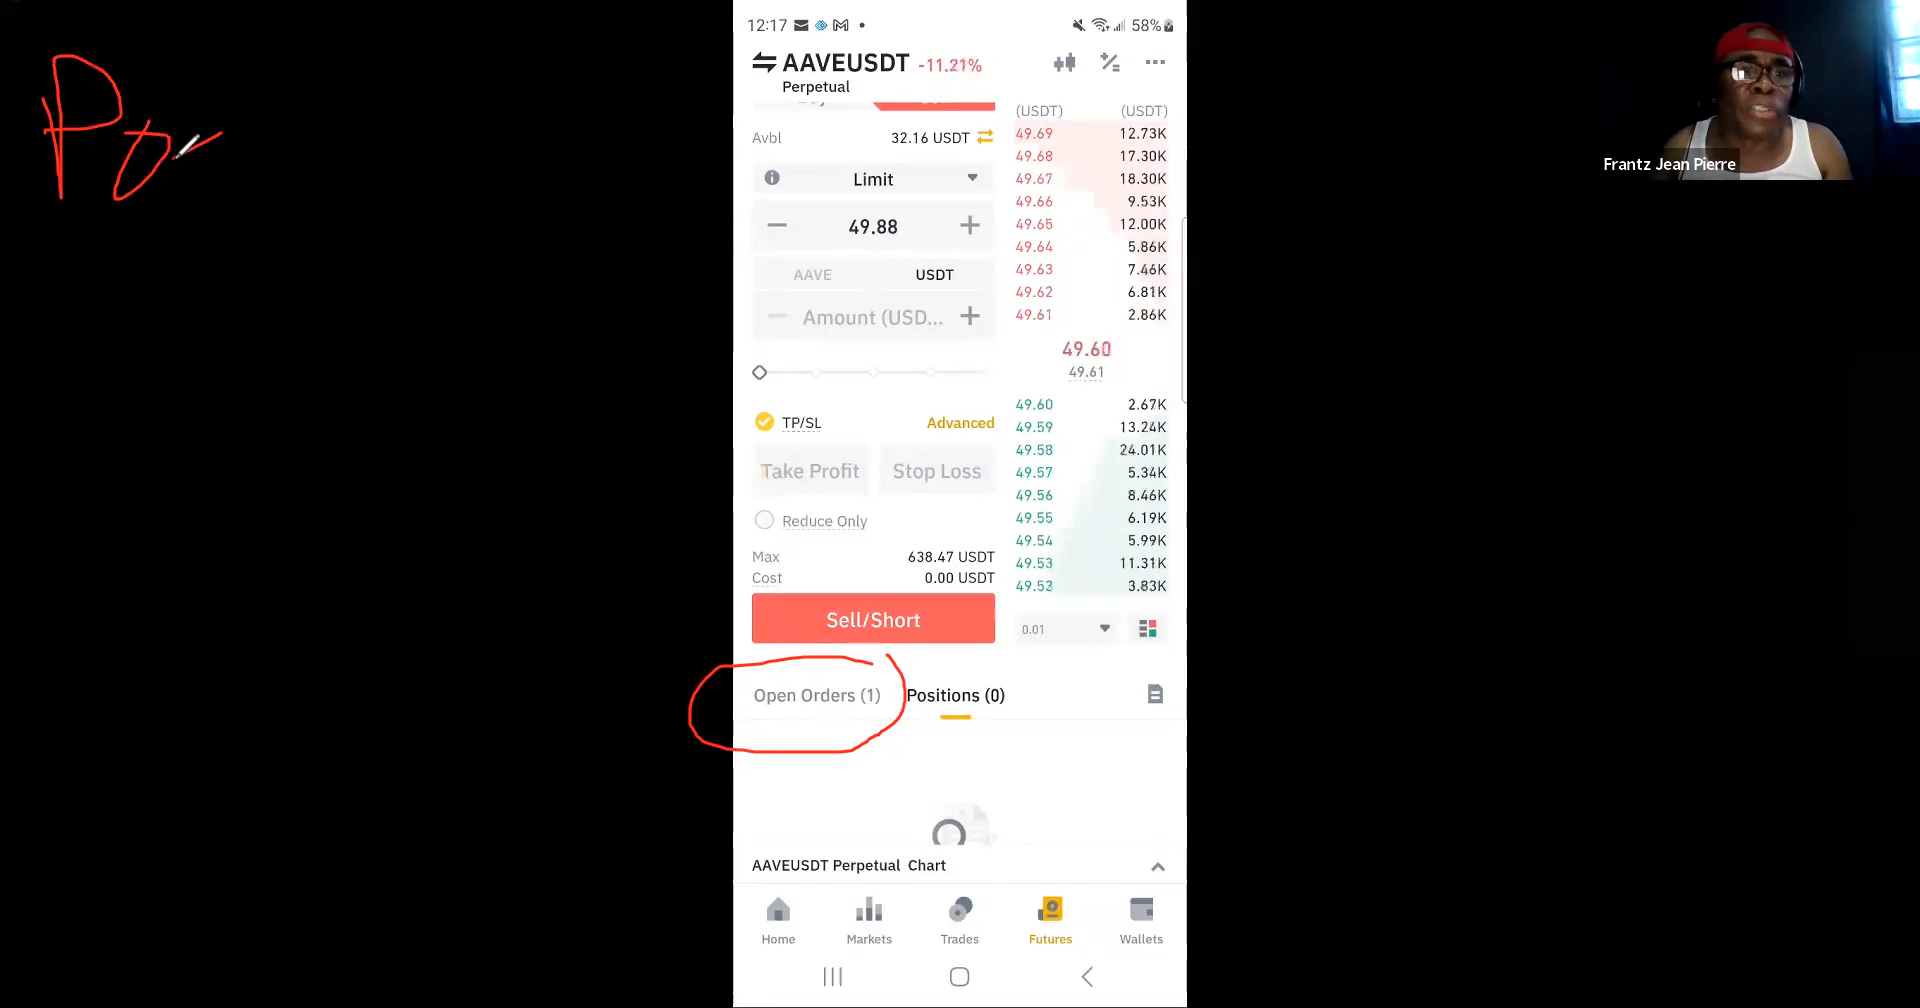 Po
12:17
58%
AAVEUSDT -11.21%
Perpetual
Avbl 32.16 USDT
Limit
49.88
AAVE USDT
Amount (USD...
TP/SL Advanced
Take Profit Stop Loss
Reduce Only
Max 638.47 USDT
Cost 0.00 USDT
Sell/Short
(USDT) (USDT)
49.69 12.73K
49.68 17.30K
49.67 18.30K
49.66 9.53K
49.65 12.00K
49.64 5.86K
49.63 7.46K
49.62 6.81K
49.61 2.86K
49.60
49.61
49.60 2.67K
49.59 13.24K
49.58 24.01K
49.57 5.34K
49.56 8.46K
49.55 6.19K
49.54 5.99K
49.53 11.31K
49.52 3.83K
0.01
Open Orders (1) Positions (0)
AAVEUSDT Perpetual Chart
Home Markets Trades Futures Wallets
Frantz Jean Pierre